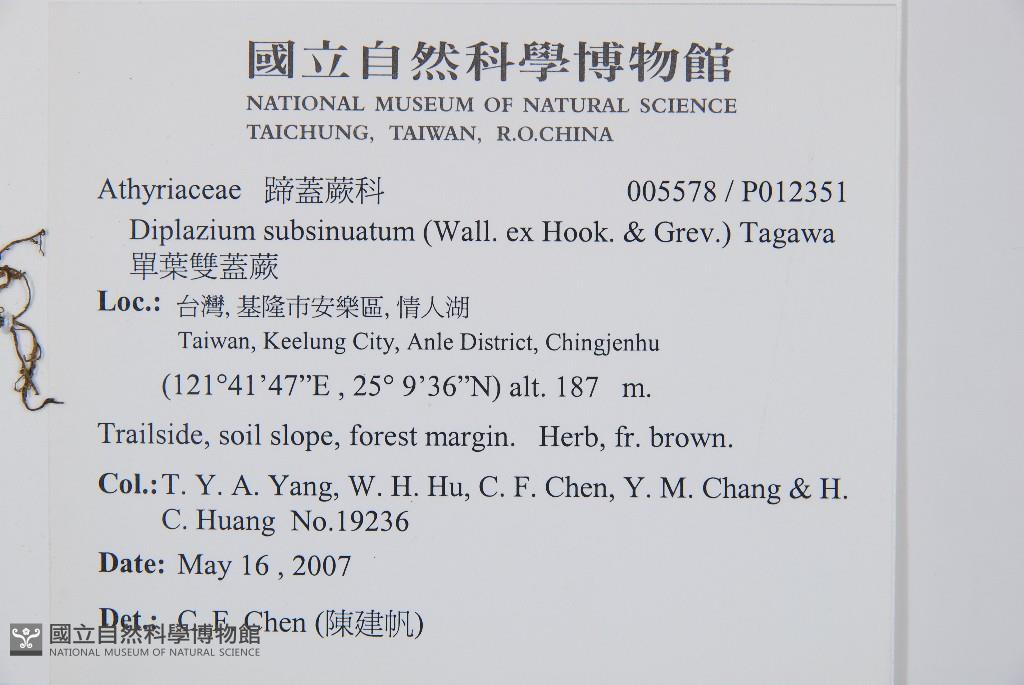 國立自然科學博物館
NATIONAL MUSEUM OF NATURAL SCIENCE
TAICHUNG, TAIWAN, R.O.CHINA
Athyriaceae 蹄蓋蕨科 005578 / P012351
Diplazium subsinuatum (Wall. ex Hook. & Grev.) Tagawa
單葉雙蓋蕨
Loc.: 台灣, 基隆市安樂區, 情人湖
Taiwan, Keelung City, Anle District, Chingjenhu
(121°41’47”E , 25° 9’36”N) alt. 187 m.
Trailside, soil slope, forest margin. Herb, fr. brown.
Col.: T. Y. A. Yang, W. H. Hu, C. F. Chen, Y. M. Chang & H.
C. Huang No.19236
Date: May 16 , 2007
Det.: C. F. Chen (陳建帆)
國立自然科學博物館
NATIONAL MUSEUM OF NATURAL SCIENCE